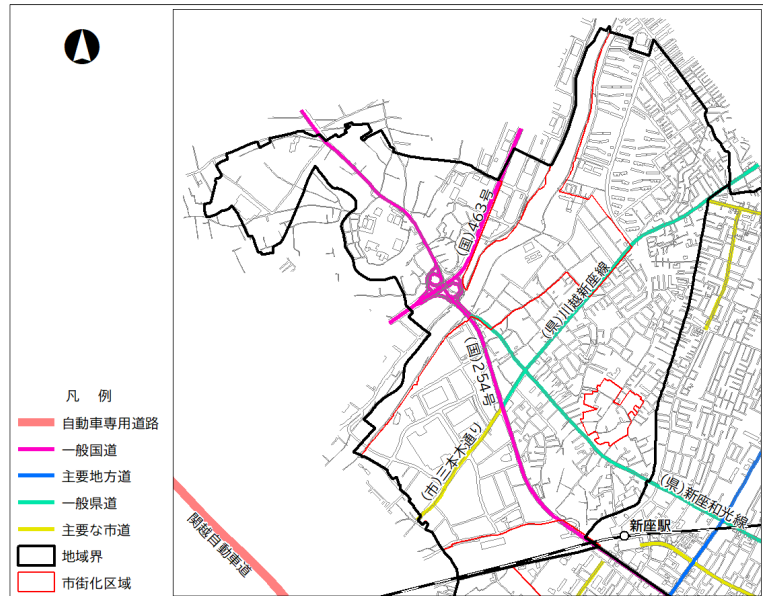 (国)463号
(県)川越新座線
(国)254号
(市)三本木通り
(県)新座和光線
新座駅
関越自動車道
凡 例
自動車専用道路
一般国道
主要地方道
一般県道
主要な市道
地域界
市街化区域